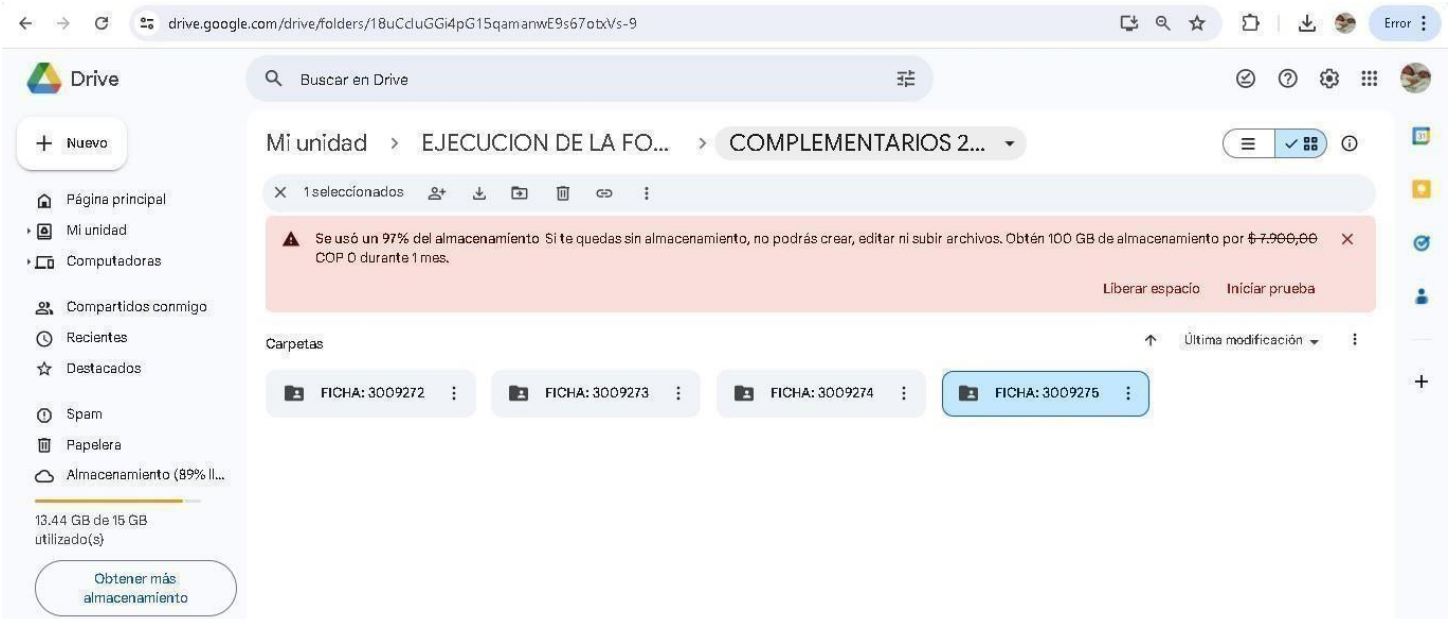 drive.google.com/drive/folders/18uCcluGGi4pG15qamanwE9s67otxVs-9
Error
Drive
Buscar en Drive
Nuevo
Mi unidad > EJECUCION DE LA FO... > COMPLEMENTARIOS 2...
1 seleccionados
Página principal
Mi unidad
Computadoras
Compartidos conmigo
Recientes
Destacados
Spam
Papelera
Almacenamiento (89% ll...
13.44 GB de 15 GB
utilizado(s)
Obtener más
almacenamiento
Se usó un 97% del almacenamiento Si te quedas sin almacenamiento, no podrás crear, editar ni subir archivos. Obtén 100 GB de almacenamiento por $ 7.900,00
COP 0 durante 1 mes.
Liberar espacio Iniciar prueba
Carpetas Última modificación
FICHA: 3009272 FICHA: 3009273 FICHA: 3009274 FICHA: 3009275
31